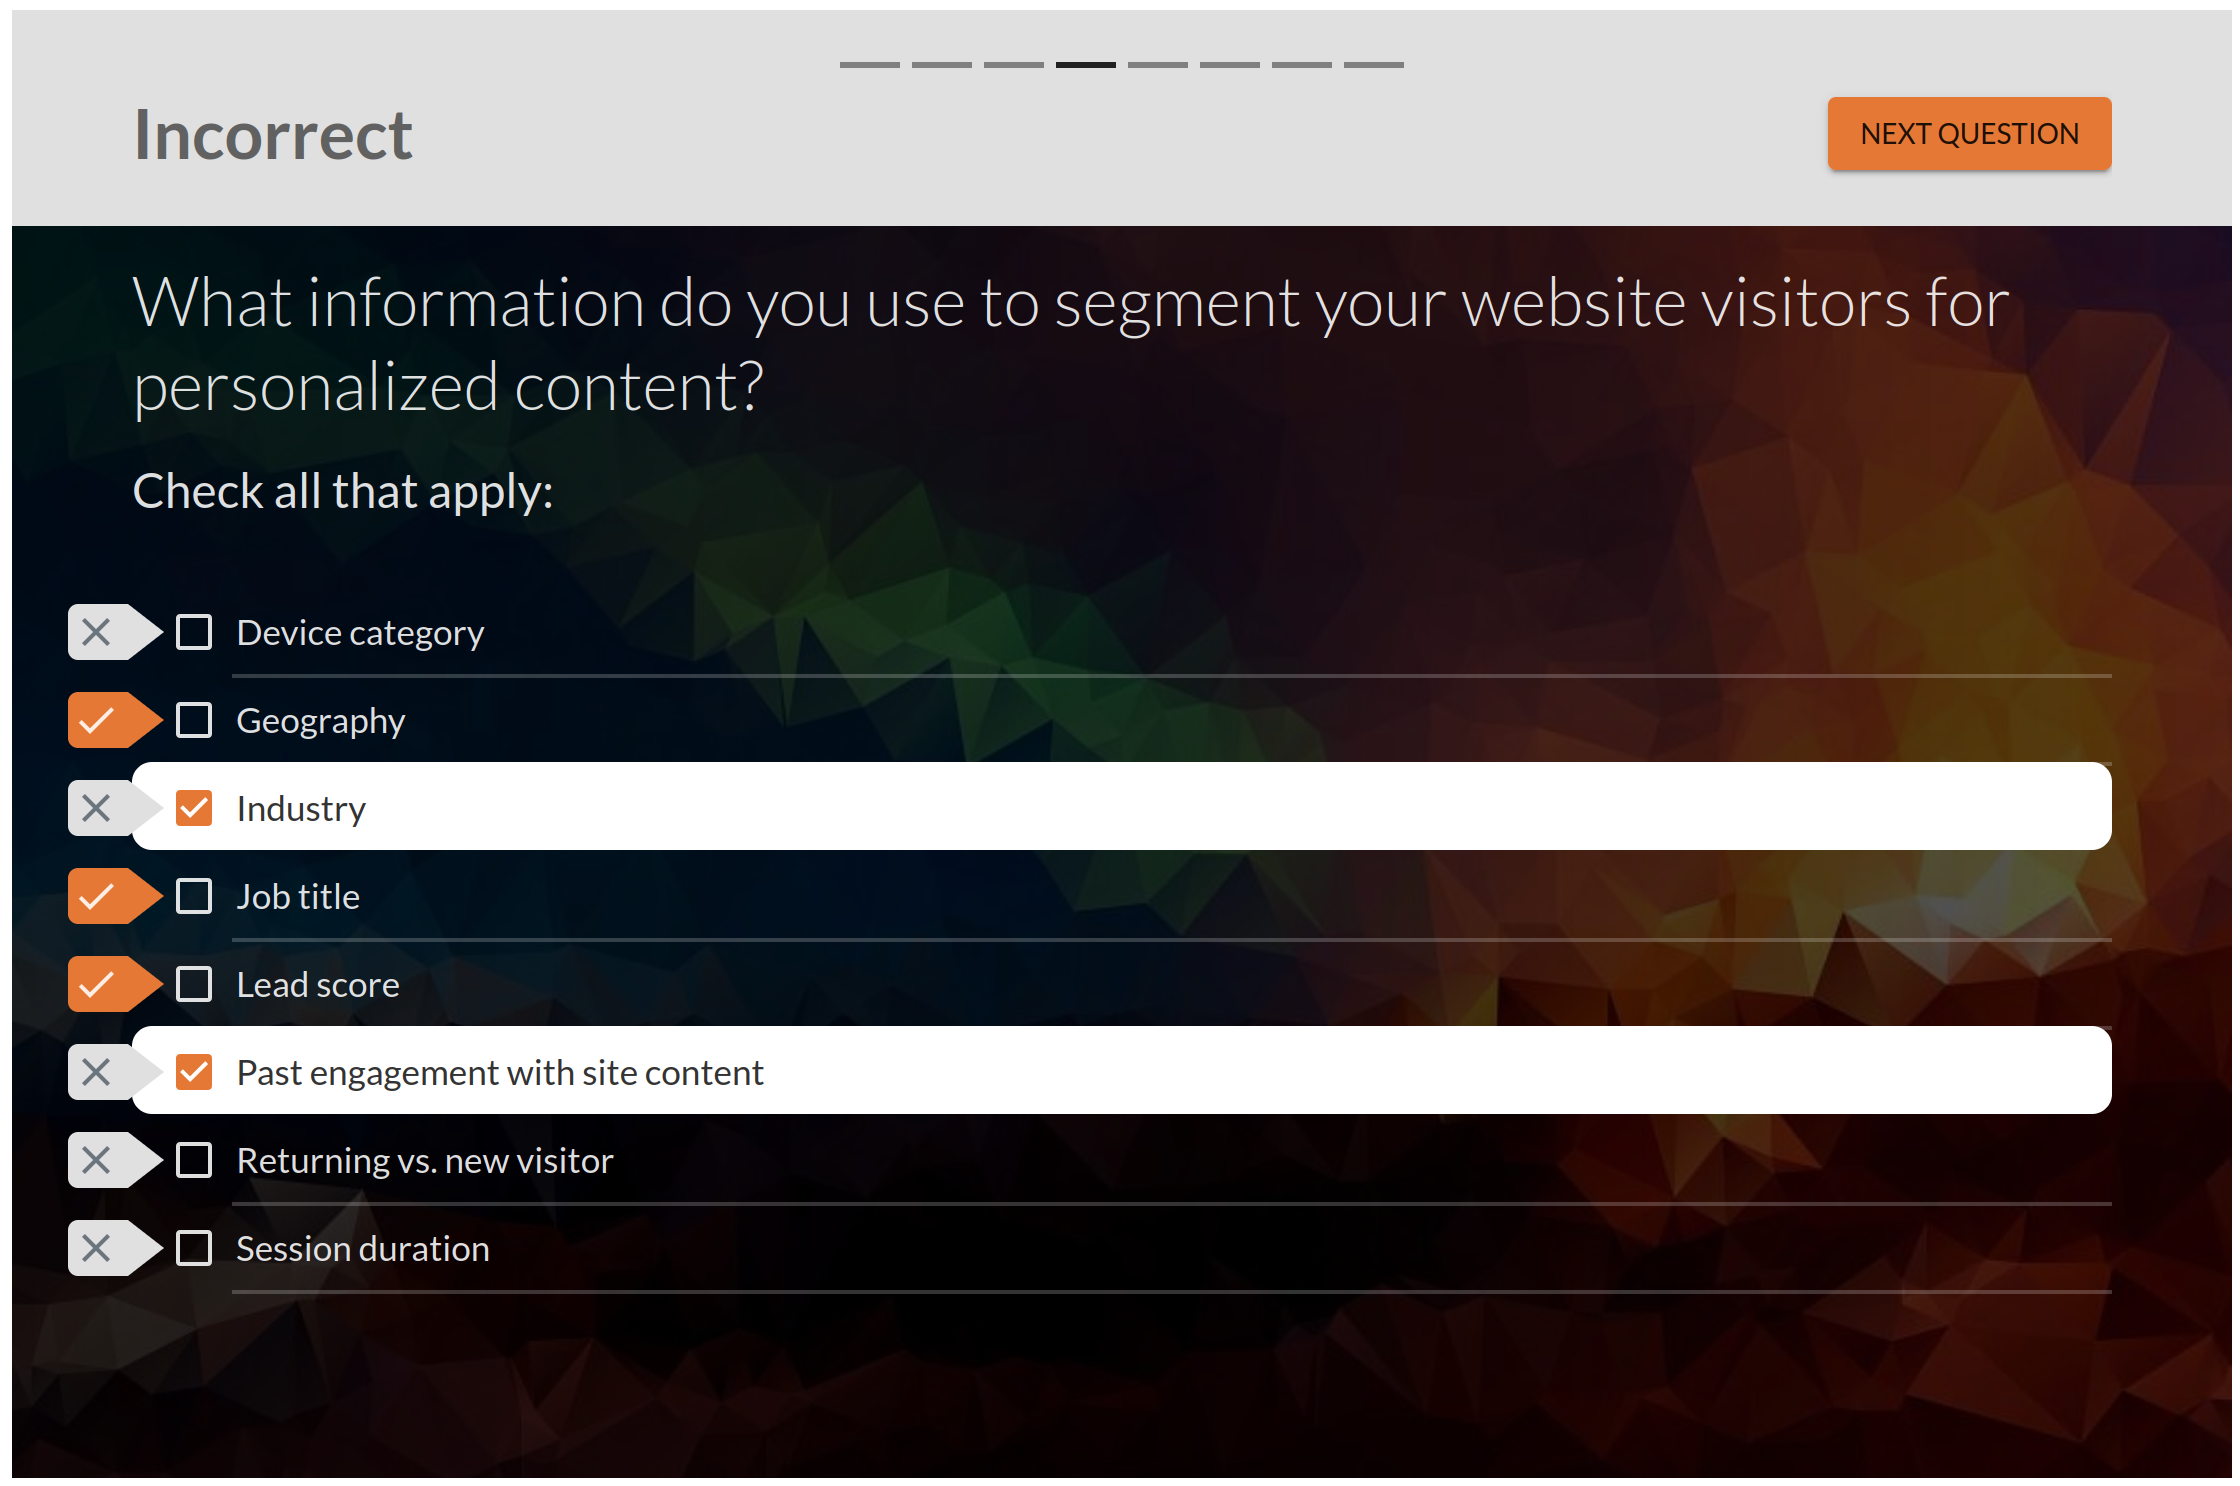 Incorrect
NEXT QUESTION
What information do you use to segment your website visitors for
personalized content?
Check all that apply:
Device category
Geography
Industry
Job title
Lead score
Past engagement with site content
Returning vs. new visitor
Session duration